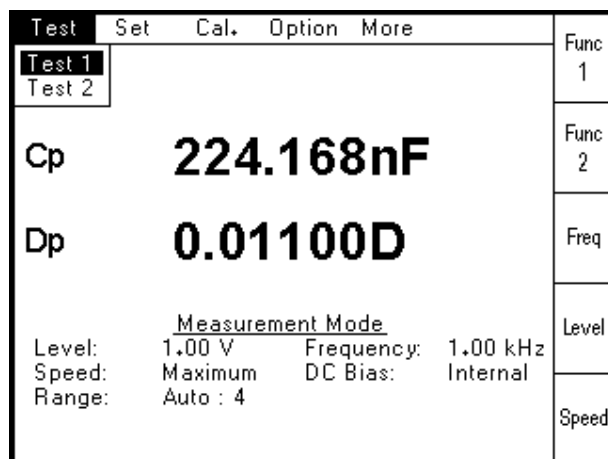 Test Set Cal. Option More
Test 1
Test 2
Cp 224.168nF
Dp 0.01100D
Measurement Mode
Level: 1.00 V Frequency: 1.00 kHz
Speed: Maximum DC Bias: Internal
Range: Auto : 4
Func
1
Func
2
Freq
Level
Speed